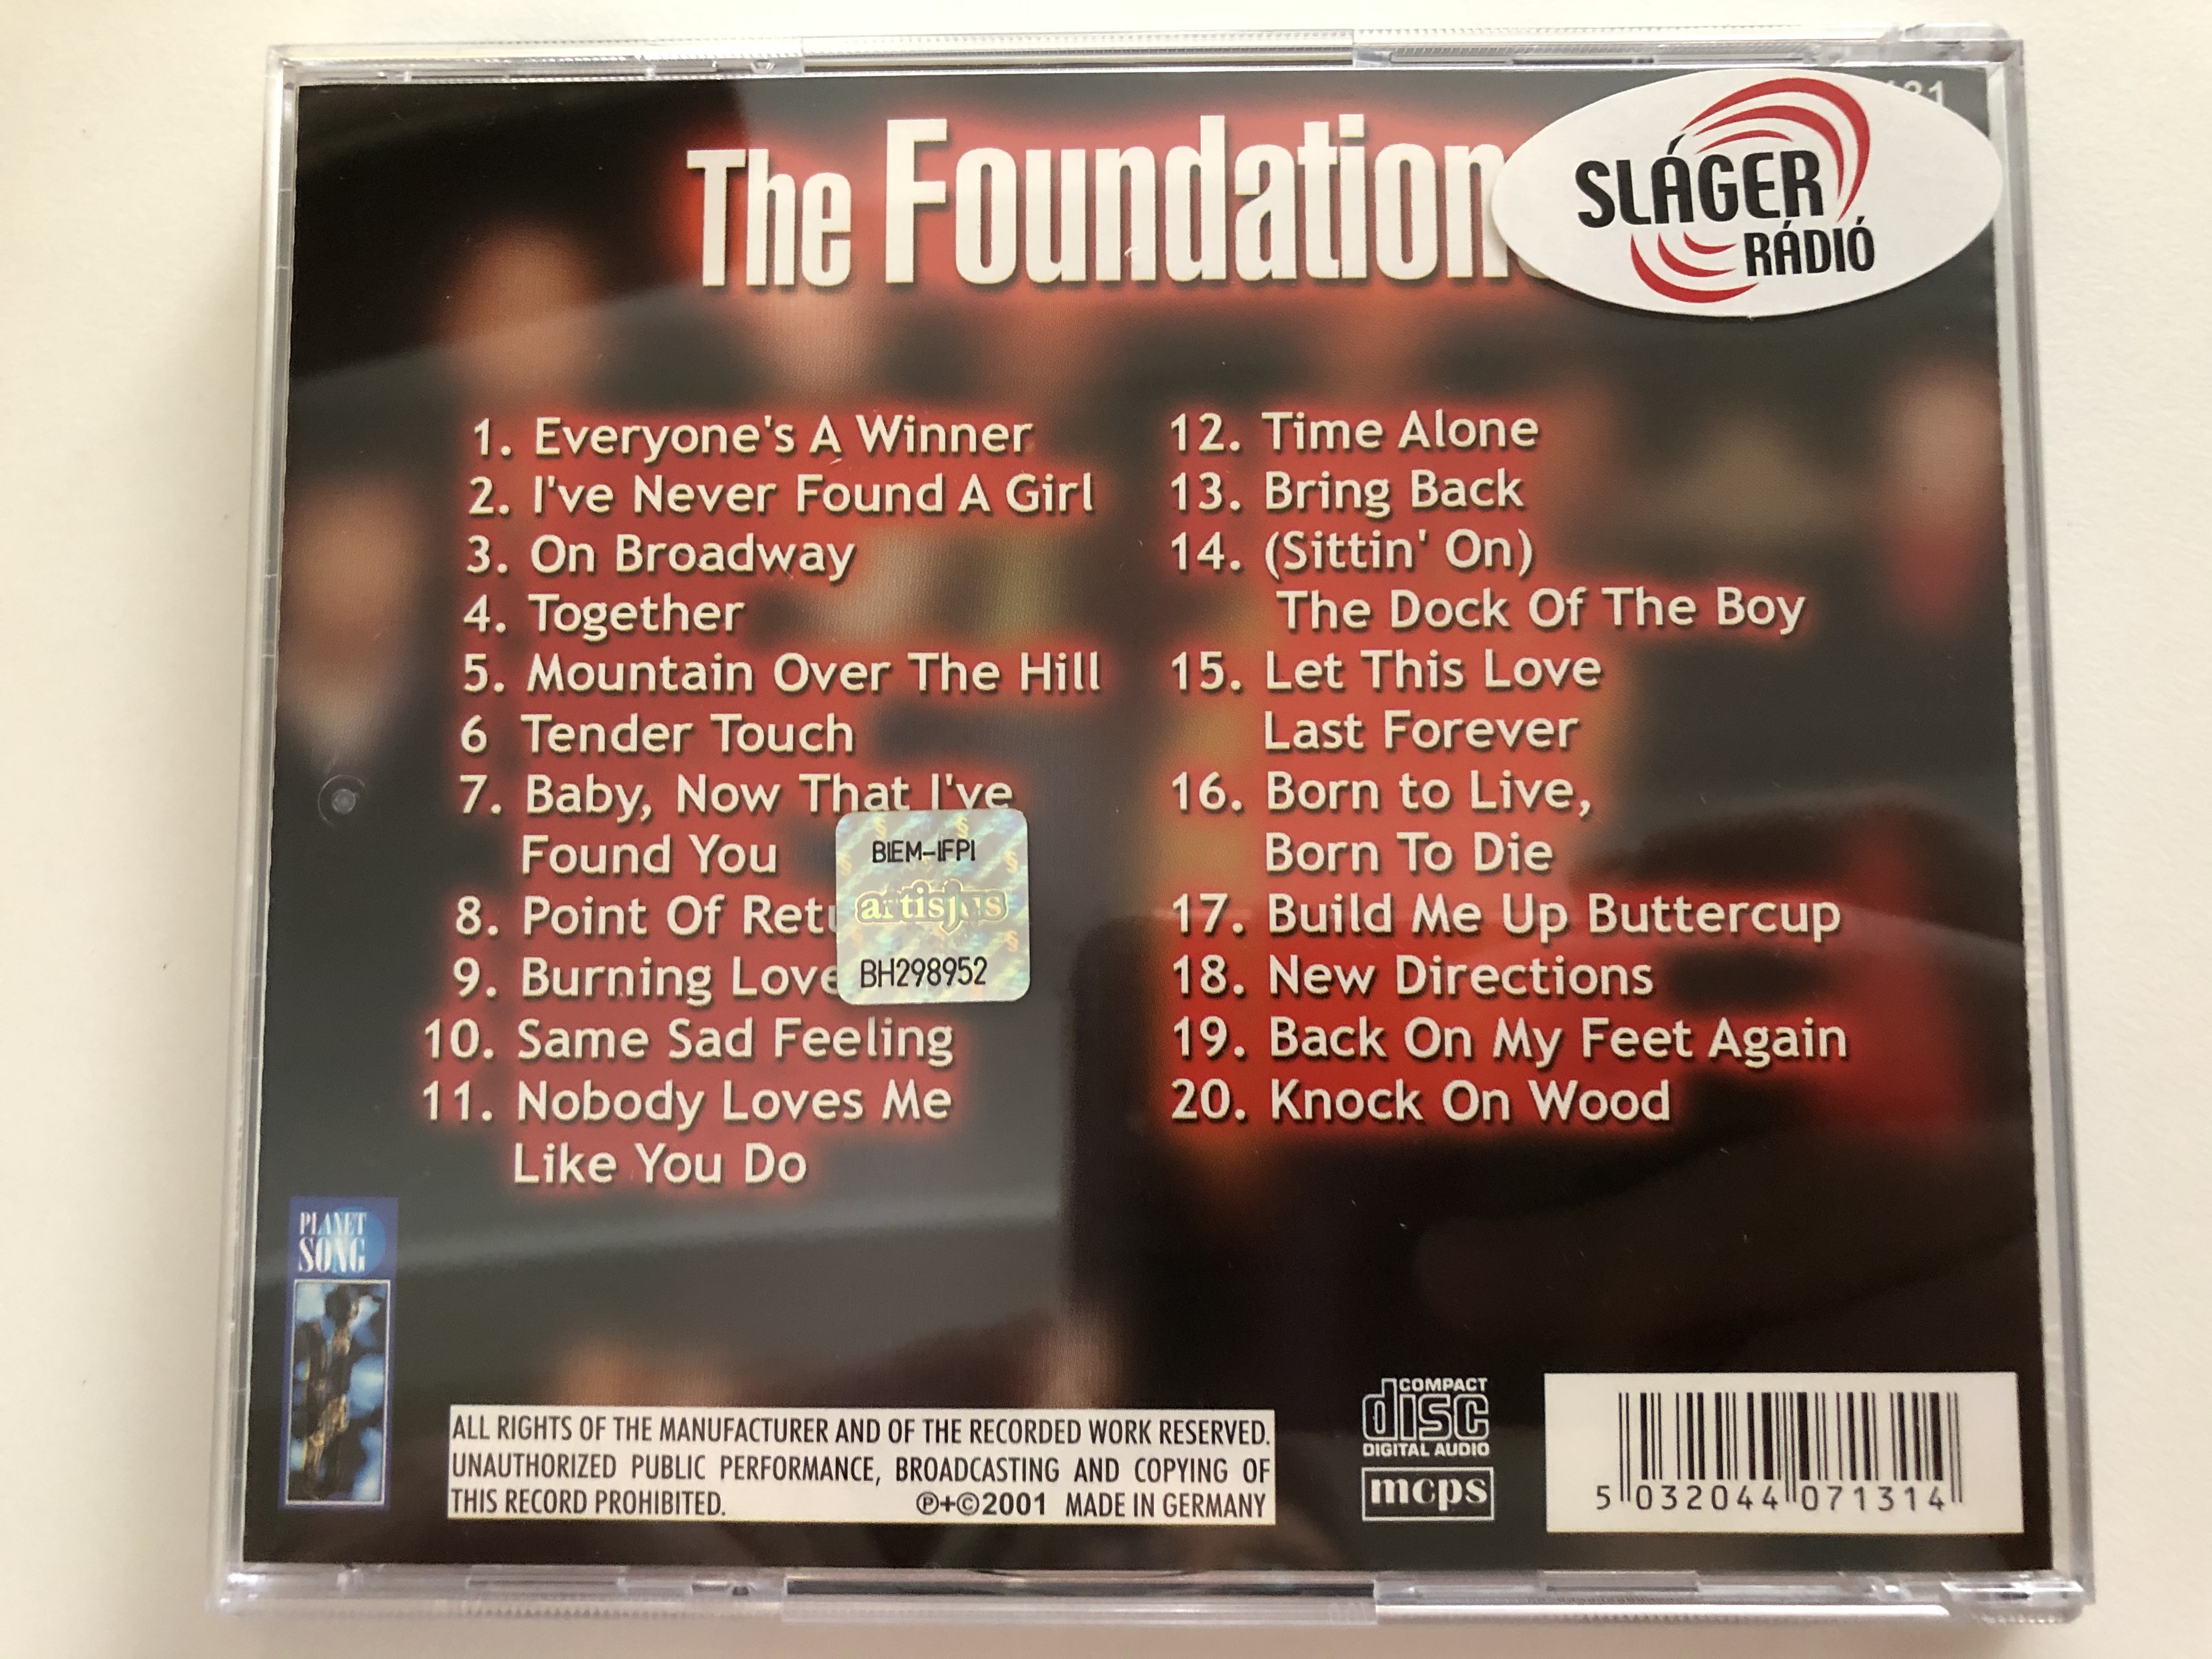 The Foundation
SLÁGER
RÁDIÓ
1. Everyone's A Winner
2. I've Never Found A Girl
3. On Broadway
4. Together
5. Mountain Over The Hill
6 Tender Touch
7. Baby, Now That I've
Found You
8. Point Of Retu
9. Burning Love
10. Same Sad Feeling
11. Nobody Loves Me
Like You Do
12. Time Alone
13. Bring Back
14. (Sittin' On)
The Dock Of The Boy
15. Let This Love
Last Forever
16. Born to Live,
Born To Die
17. Build Me Up Buttercup
18. New Directions
19. Back On My Feet Again
20. Knock On Wood
BIEM-IFPI
artisjus
BH298952
PLANET
SONG
ALL RIGHTS OF THE MANUFACTURER AND OF THE RECORDED WORK RESERVED.
UNAUTHORIZED PUBLIC PERFORMANCE, BROADCASTING AND COPYING OF
THIS RECORD PROHIBITED. ℗+©2001 MADE IN GERMANY
COMPACT
disc
DIGITAL AUDIO
mcps
5 032044 071314